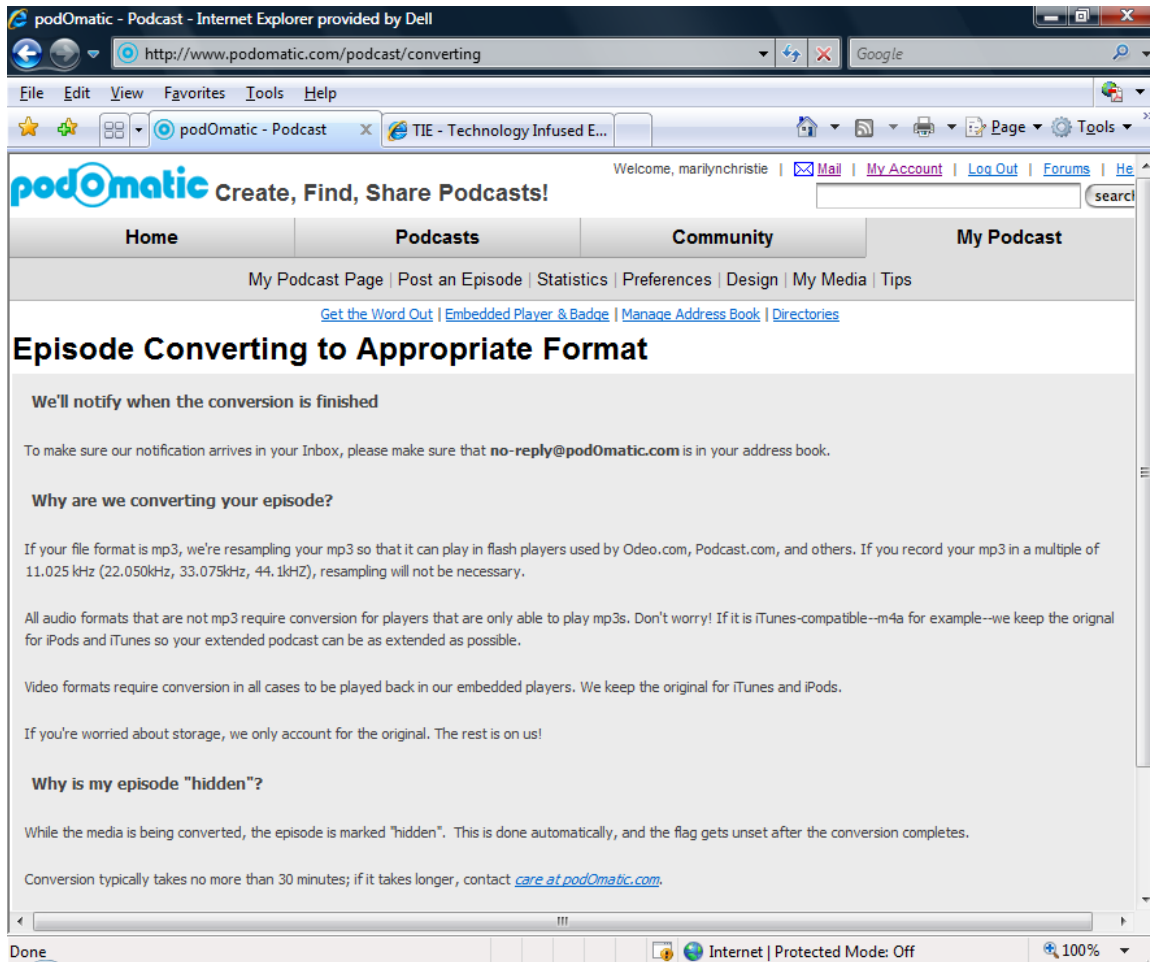 podOmatic - Podcast - Internet Explorer provided by Dell
http://www.podomatic.com/podcast/converting
Google
File Edit View Favorites Tools Help
podOmatic - Podcast
TIE - Technology Infused E...
Page
Tools
Welcome, marilynchristie | Mail | My Account | Log Out | Forums | He
podOmatic Create, Find, Share Podcasts!
search
Home Podcasts Community My Podcast
My Podcast Page | Post an Episode | Statistics | Preferences | Design | My Media | Tips
Get the Word Out | Embedded Player & Badge | Manage Address Book | Directories
Episode Converting to Appropriate Format
We'll notify when the conversion is finished
To make sure our notification arrives in your Inbox, please make sure that no-reply@podOmatic.com is in your address book.
Why are we converting your episode?
If your file format is mp3, we're resampling your mp3 so that it can play in flash players used by Odeo.com, Podcast.com, and others. If you record your mp3 in a multiple of
11.025 kHz (22.050kHz, 33.075kHz, 44.1kHZ), resampling will not be necessary.
All audio formats that are not mp3 require conversion for players that are only able to play mp3s. Don't worry! If it is iTunes-compatible--m4a for example--we keep the orignal
for iPods and iTunes so your extended podcast can be as extended as possible.
Video formats require conversion in all cases to be played back in our embedded players. We keep the original for iTunes and iPods.
If you're worried about storage, we only account for the original. The rest is on us!
Why is my episode "hidden"?
While the media is being converted, the episode is marked "hidden". This is done automatically, and the flag gets unset after the conversion completes.
Conversion typically takes no more than 30 minutes; if it takes longer, contact care at podOmatic.com.
Done
Internet | Protected Mode: Off
100%